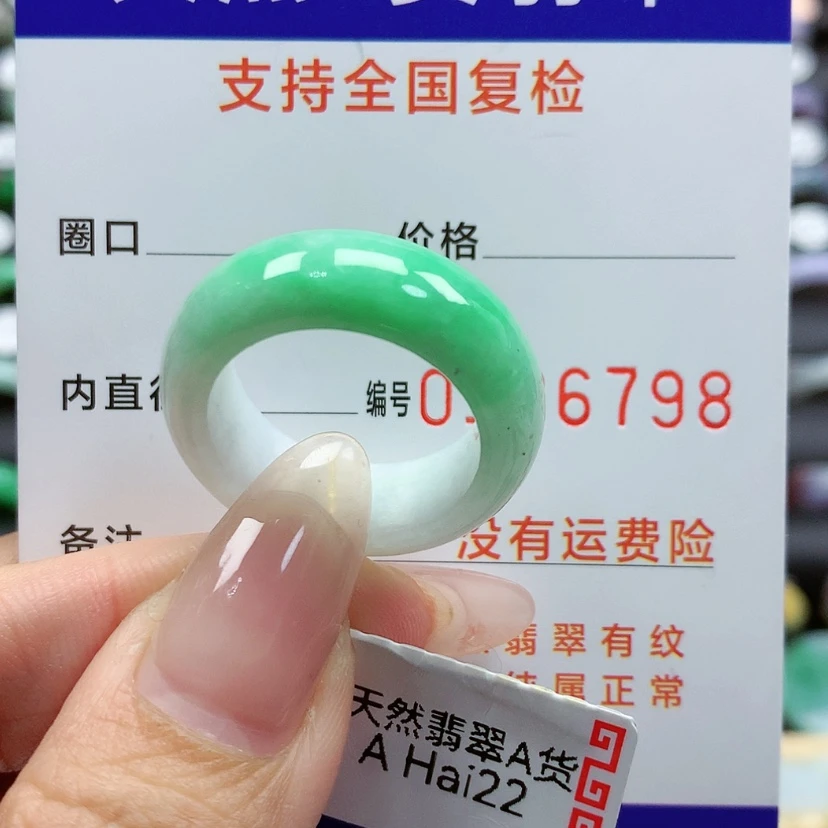 支持全国复检
圈口 价格
内直 编号 0 6798
备注 没有运费险
翡翠有纹
属正常
天然翡翠A货
A Hai22